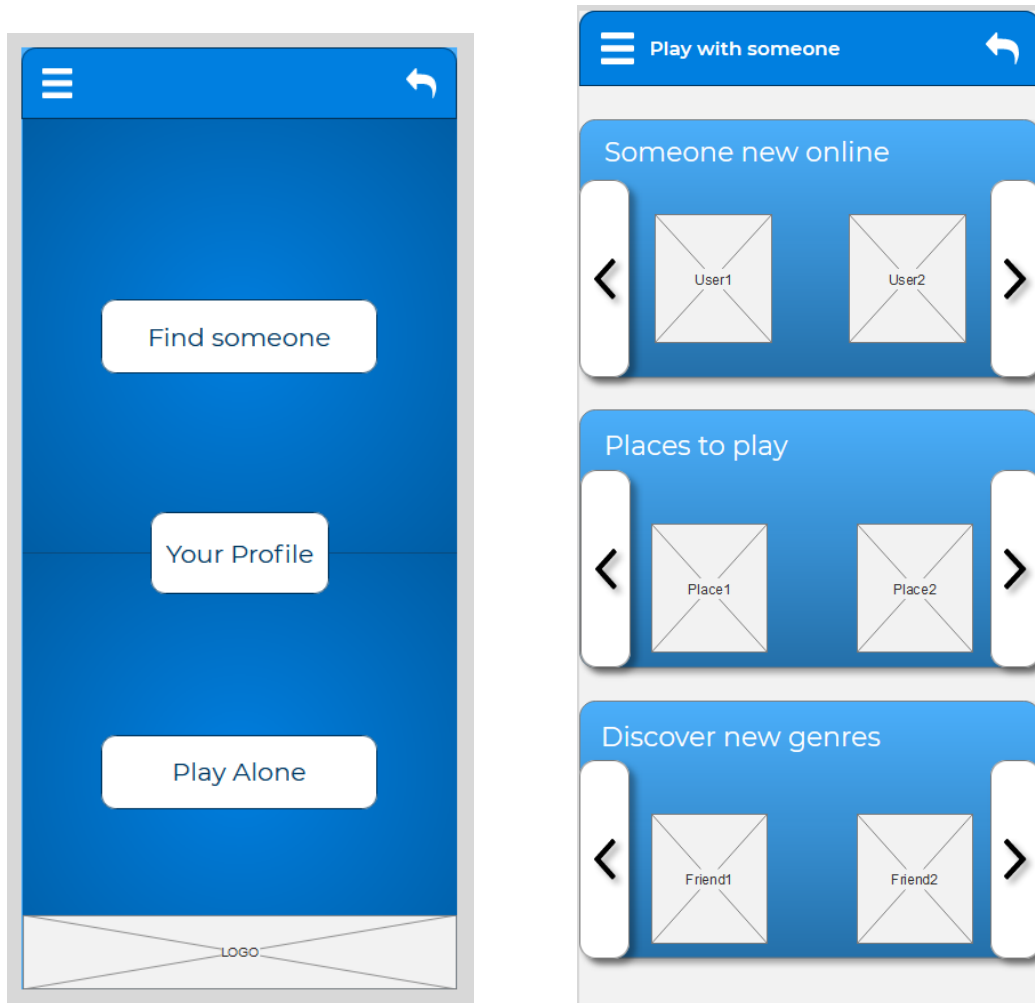 Find someone
Your Profile
Play Alone
LOGO
Play with someone
Someone new online
User1 User2
Places to play
Place1 Place2
Discover new genres
Friend1 Friend2